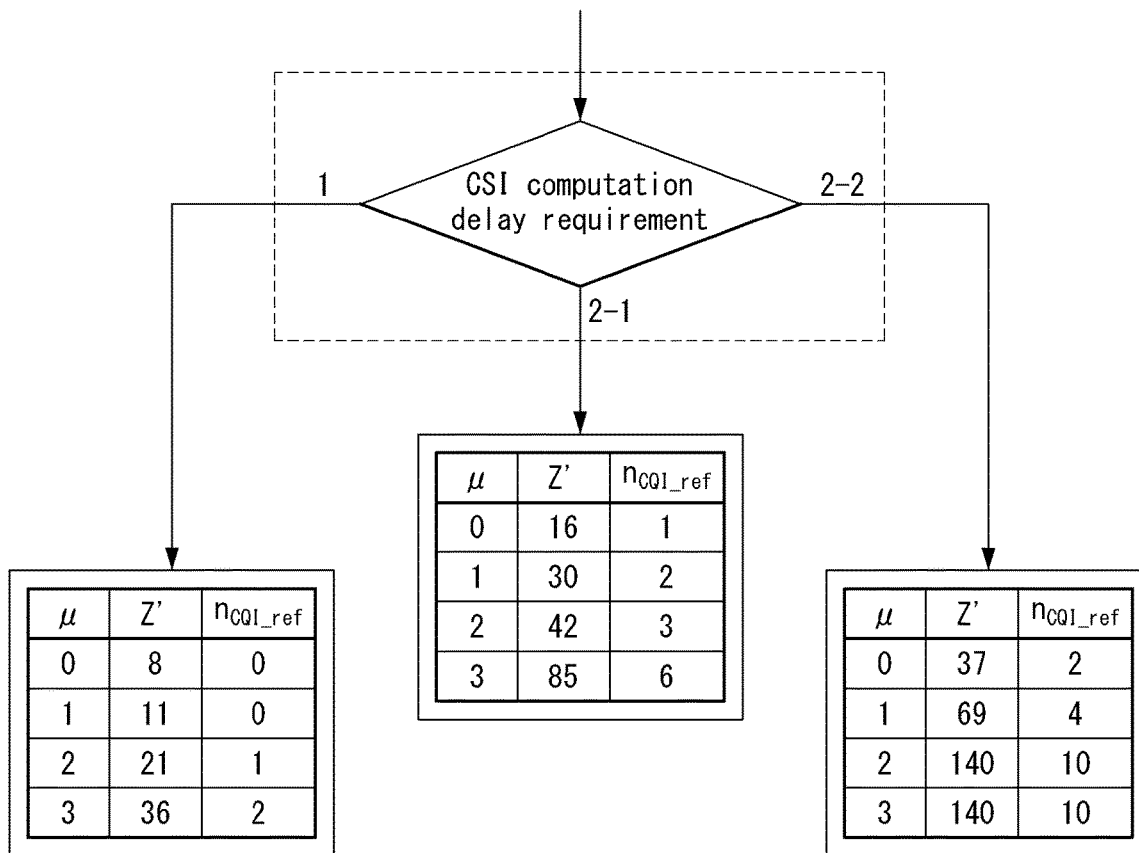 CSI computation
delay requirement
1
2-2
2-1
μ Z' nCQI_ref
0 16 1
1 30 2
2 42 3
3 85 6
μ Z' nCQI_ref
0 8 0
1 11 0
2 21 1
3 36 2
μ Z' nCQI_ref
0 37 2
1 69 4
2 140 10
3 140 10